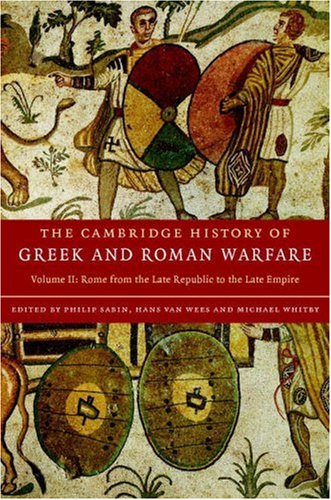 THE CAMBRIDGE HISTORY OF
GREEK AND ROMAN WARFARE
Volume II: Rome from the Late Republic to the Late Empire
EDITED BY PHILIP SABIN, HANS VAN WEES AND MICHAEL WHITBY